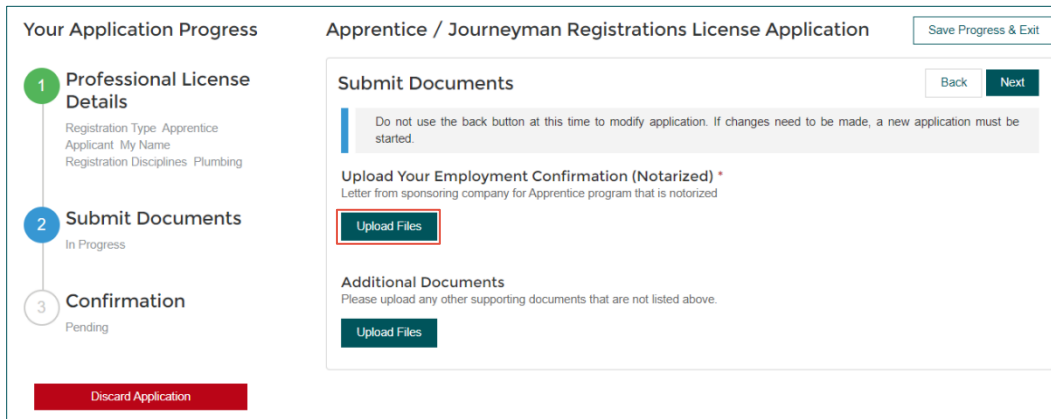 Your Application Progress
1
Professional License
Details
Registration Type Apprentice
Applicant My Name
Registration Disciplines Plumbing
2
Submit Documents
In Progress
3
Confirmation
Pending
Discard Application
Apprentice / Journeyman Registrations License Application
Save Progress & Exit
Submit Documents
Back
Next
Do not use the back button at this time to modify application. If changes need to be made, a new application must be
started.
Upload Your Employment Confirmation (Notarized) *
Letter from sponsoring company for Apprentice program that is notorized
Upload Files
Additional Documents
Please upload any other supporting documents that are not listed above.
Upload Files